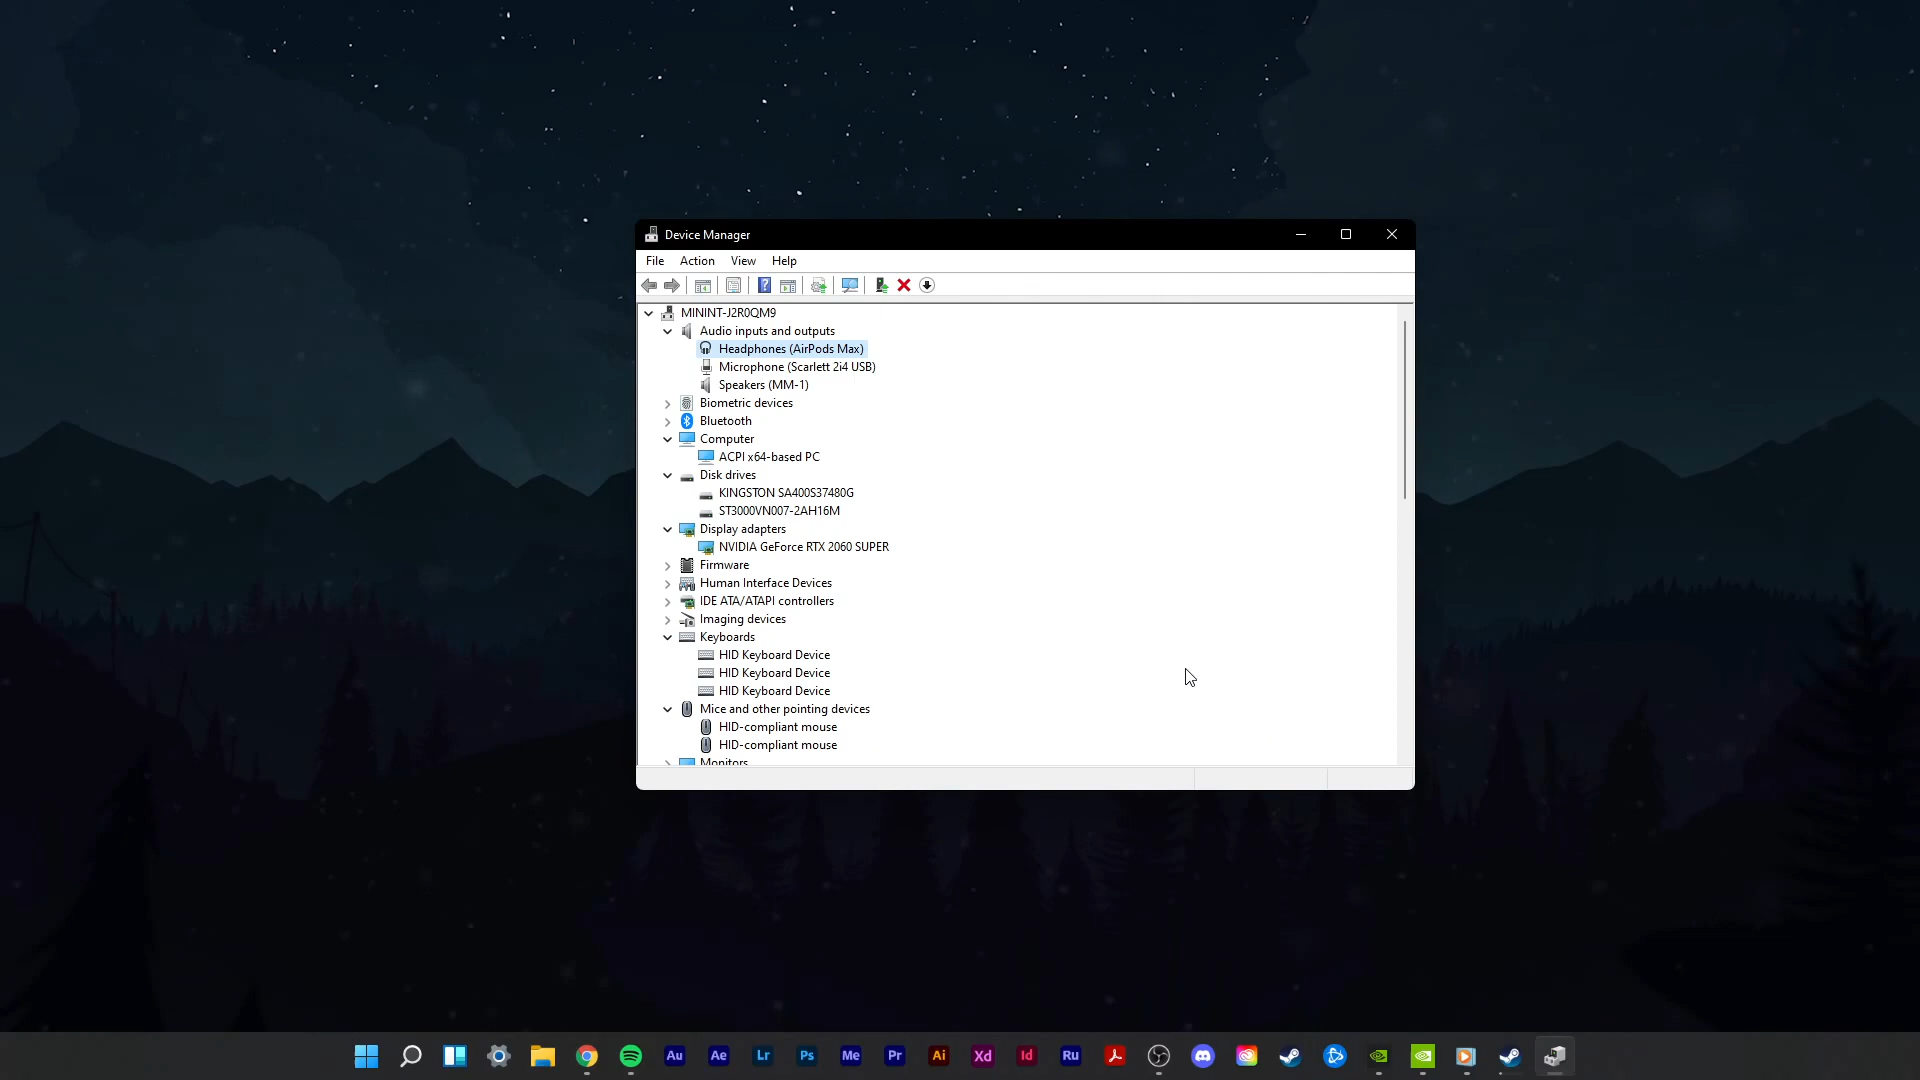 Device Manager
File Action View Help
MININT-J2R0QM9
Audio inputs and outputs
Headphones (AirPods Max)
Microphone (Scarlett 2i4 USB)
Speakers (MM-1)
Biometric devices
Bluetooth
Computer
ACPI x64-based PC
Disk drives
KINGSTON SA400S37480G
ST3000VN007-2AH16M
Display adapters
NVIDIA GeForce RTX 2060 SUPER
Firmware
Human Interface Devices
IDE ATA/ATAPI controllers
Imaging devices
Keyboards
HID Keyboard Device
HID Keyboard Device
HID Keyboard Device
Mice and other pointing devices
HID-compliant mouse
HID-compliant mouse
Monitors
Au Ae Lr Ps Me Pr Ai Xd Id Ru